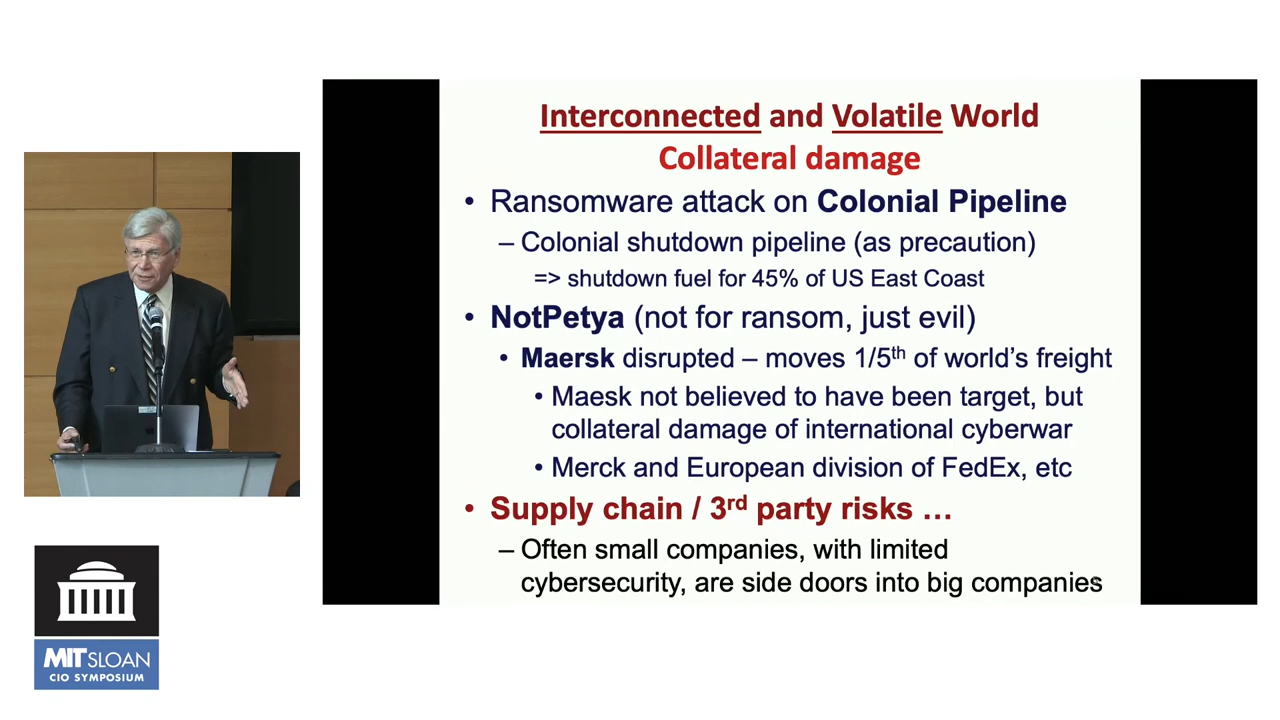 Interconnected and Volatile World
Collateral damage
• Ransomware attack on Colonial Pipeline
– Colonial shutdown pipeline (as precaution)
=> shutdown fuel for 45% of US East Coast
• NotPetya (not for ransom, just evil)
• Maersk disrupted – moves 1/5th of world's freight
• Maesk not believed to have been target, but
collateral damage of international cyberwar
• Merck and European division of FedEx, etc
• Supply chain / 3rd party risks …
– Often small companies, with limited
cybersecurity, are side doors into big companies
MIT SLOAN
CIO SYMPOSIUM